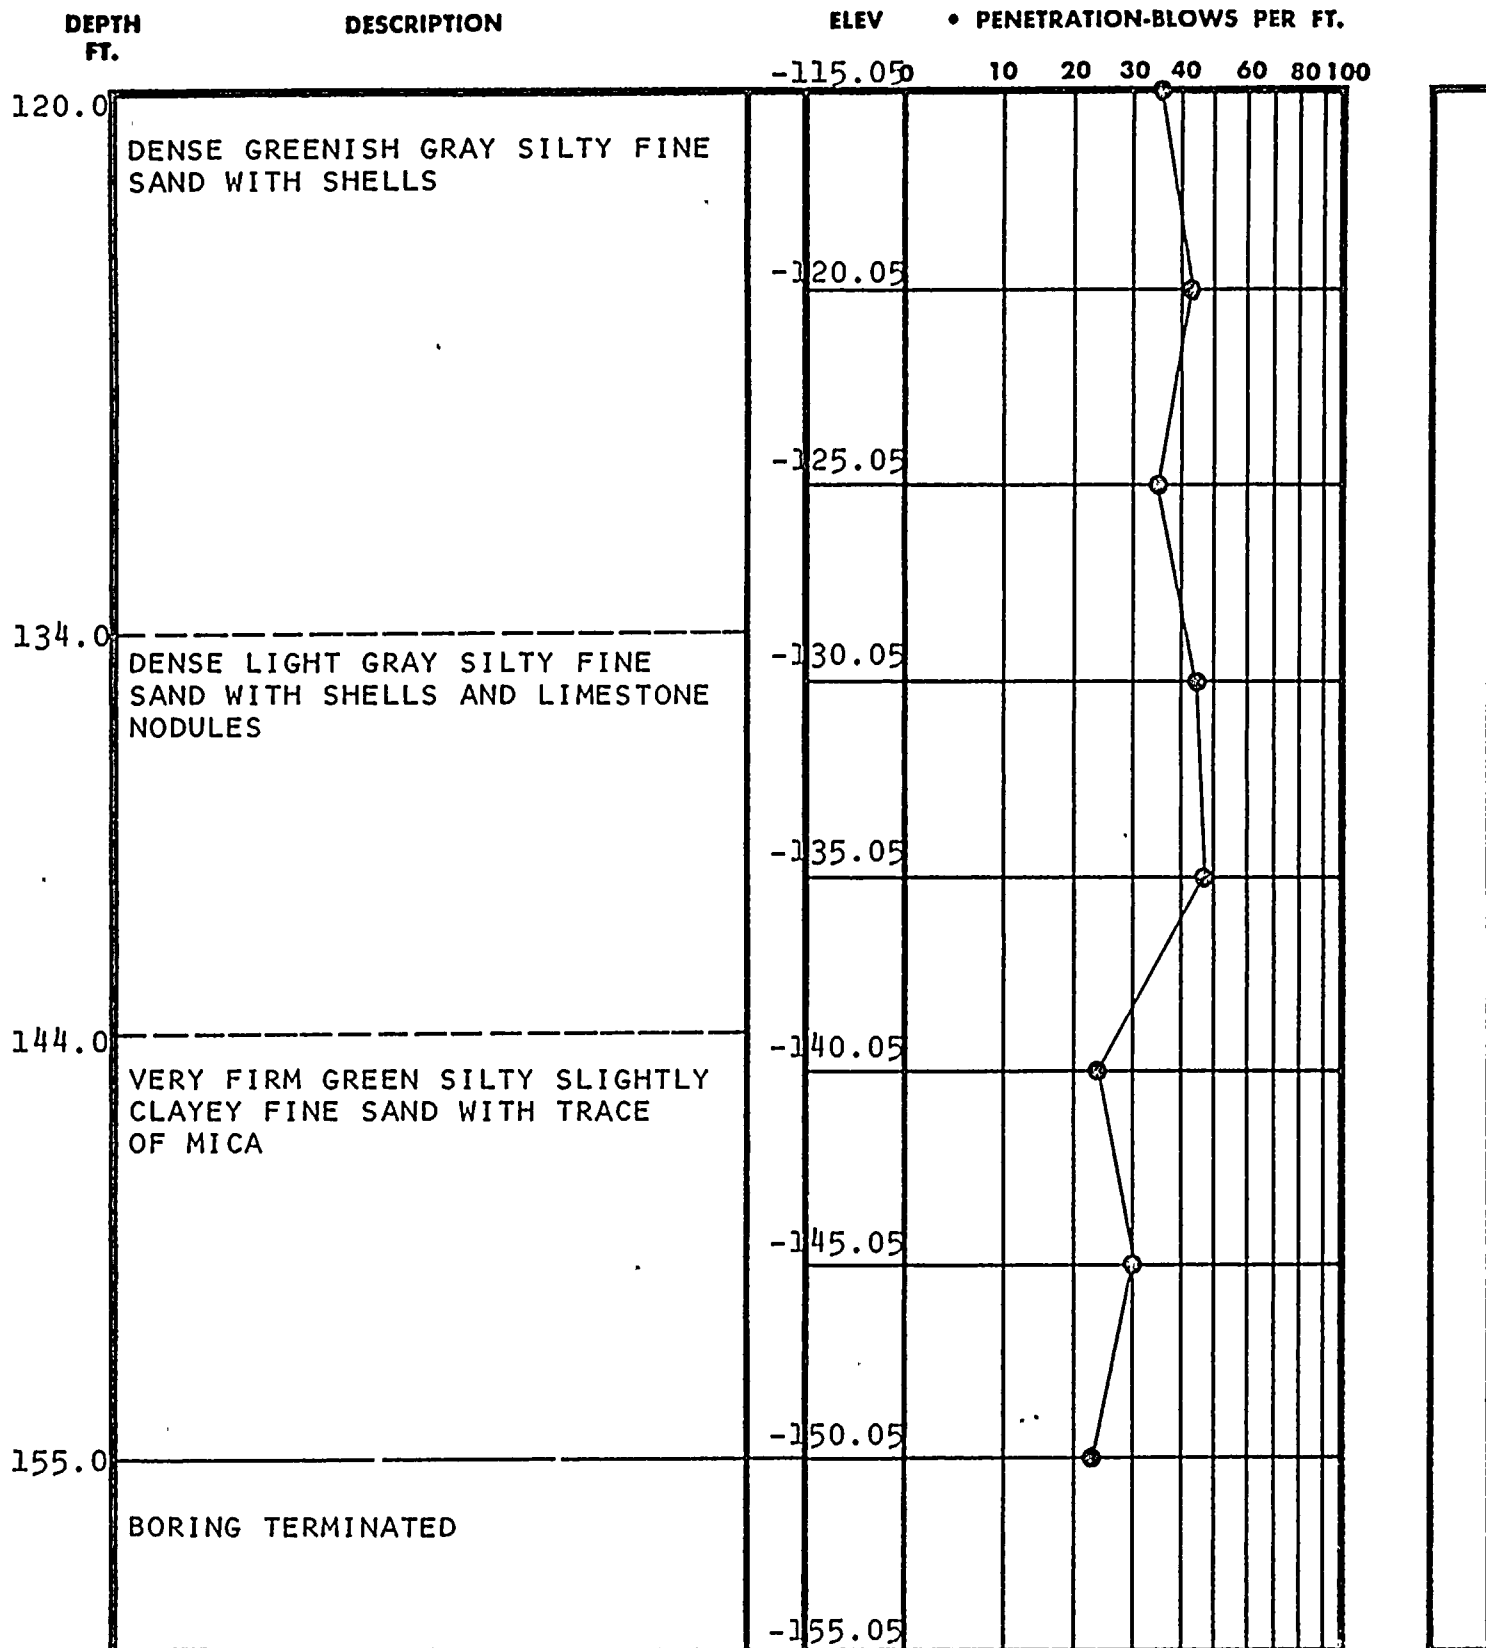 DEPTH FT. DESCRIPTION ELEV • PENETRATION-BLOWS PER FT.
-115.05 0 10 20 30 40 60 80 100
120.0
DENSE GREENISH GRAY SILTY FINE
SAND WITH SHELLS
-120.05
-125.05
134.0
DENSE LIGHT GRAY SILTY FINE
SAND WITH SHELLS AND LIMESTONE
NODULES
-130.05
-135.05
144.0
-140.05
VERY FIRM GREEN SILTY SLIGHTLY
CLAYEY FINE SAND WITH TRACE
OF MICA
-145.05
-150.05
155.0
BORING TERMINATED
-155.05